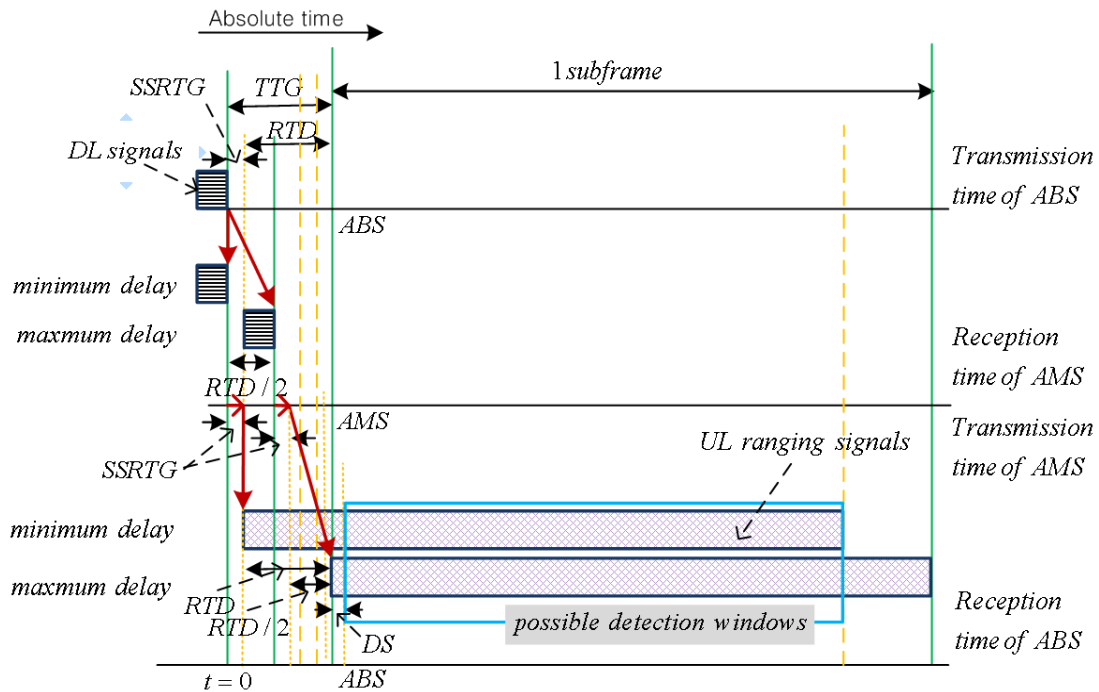 Absolute time
1 subframe
SSRTG
TTG
RTD
DL signals
Transmission
time of ABS
ABS
minimum delay
maxmum delay
Reception
time of AMS
RTD / 2
AMS
Transmission
time of AMS
UL ranging signals
SSRTG
minimum delay
maxmum delay
RTD
RTD / 2
possible detection windows
Reception
time of ABS
DS
t = 0
ABS